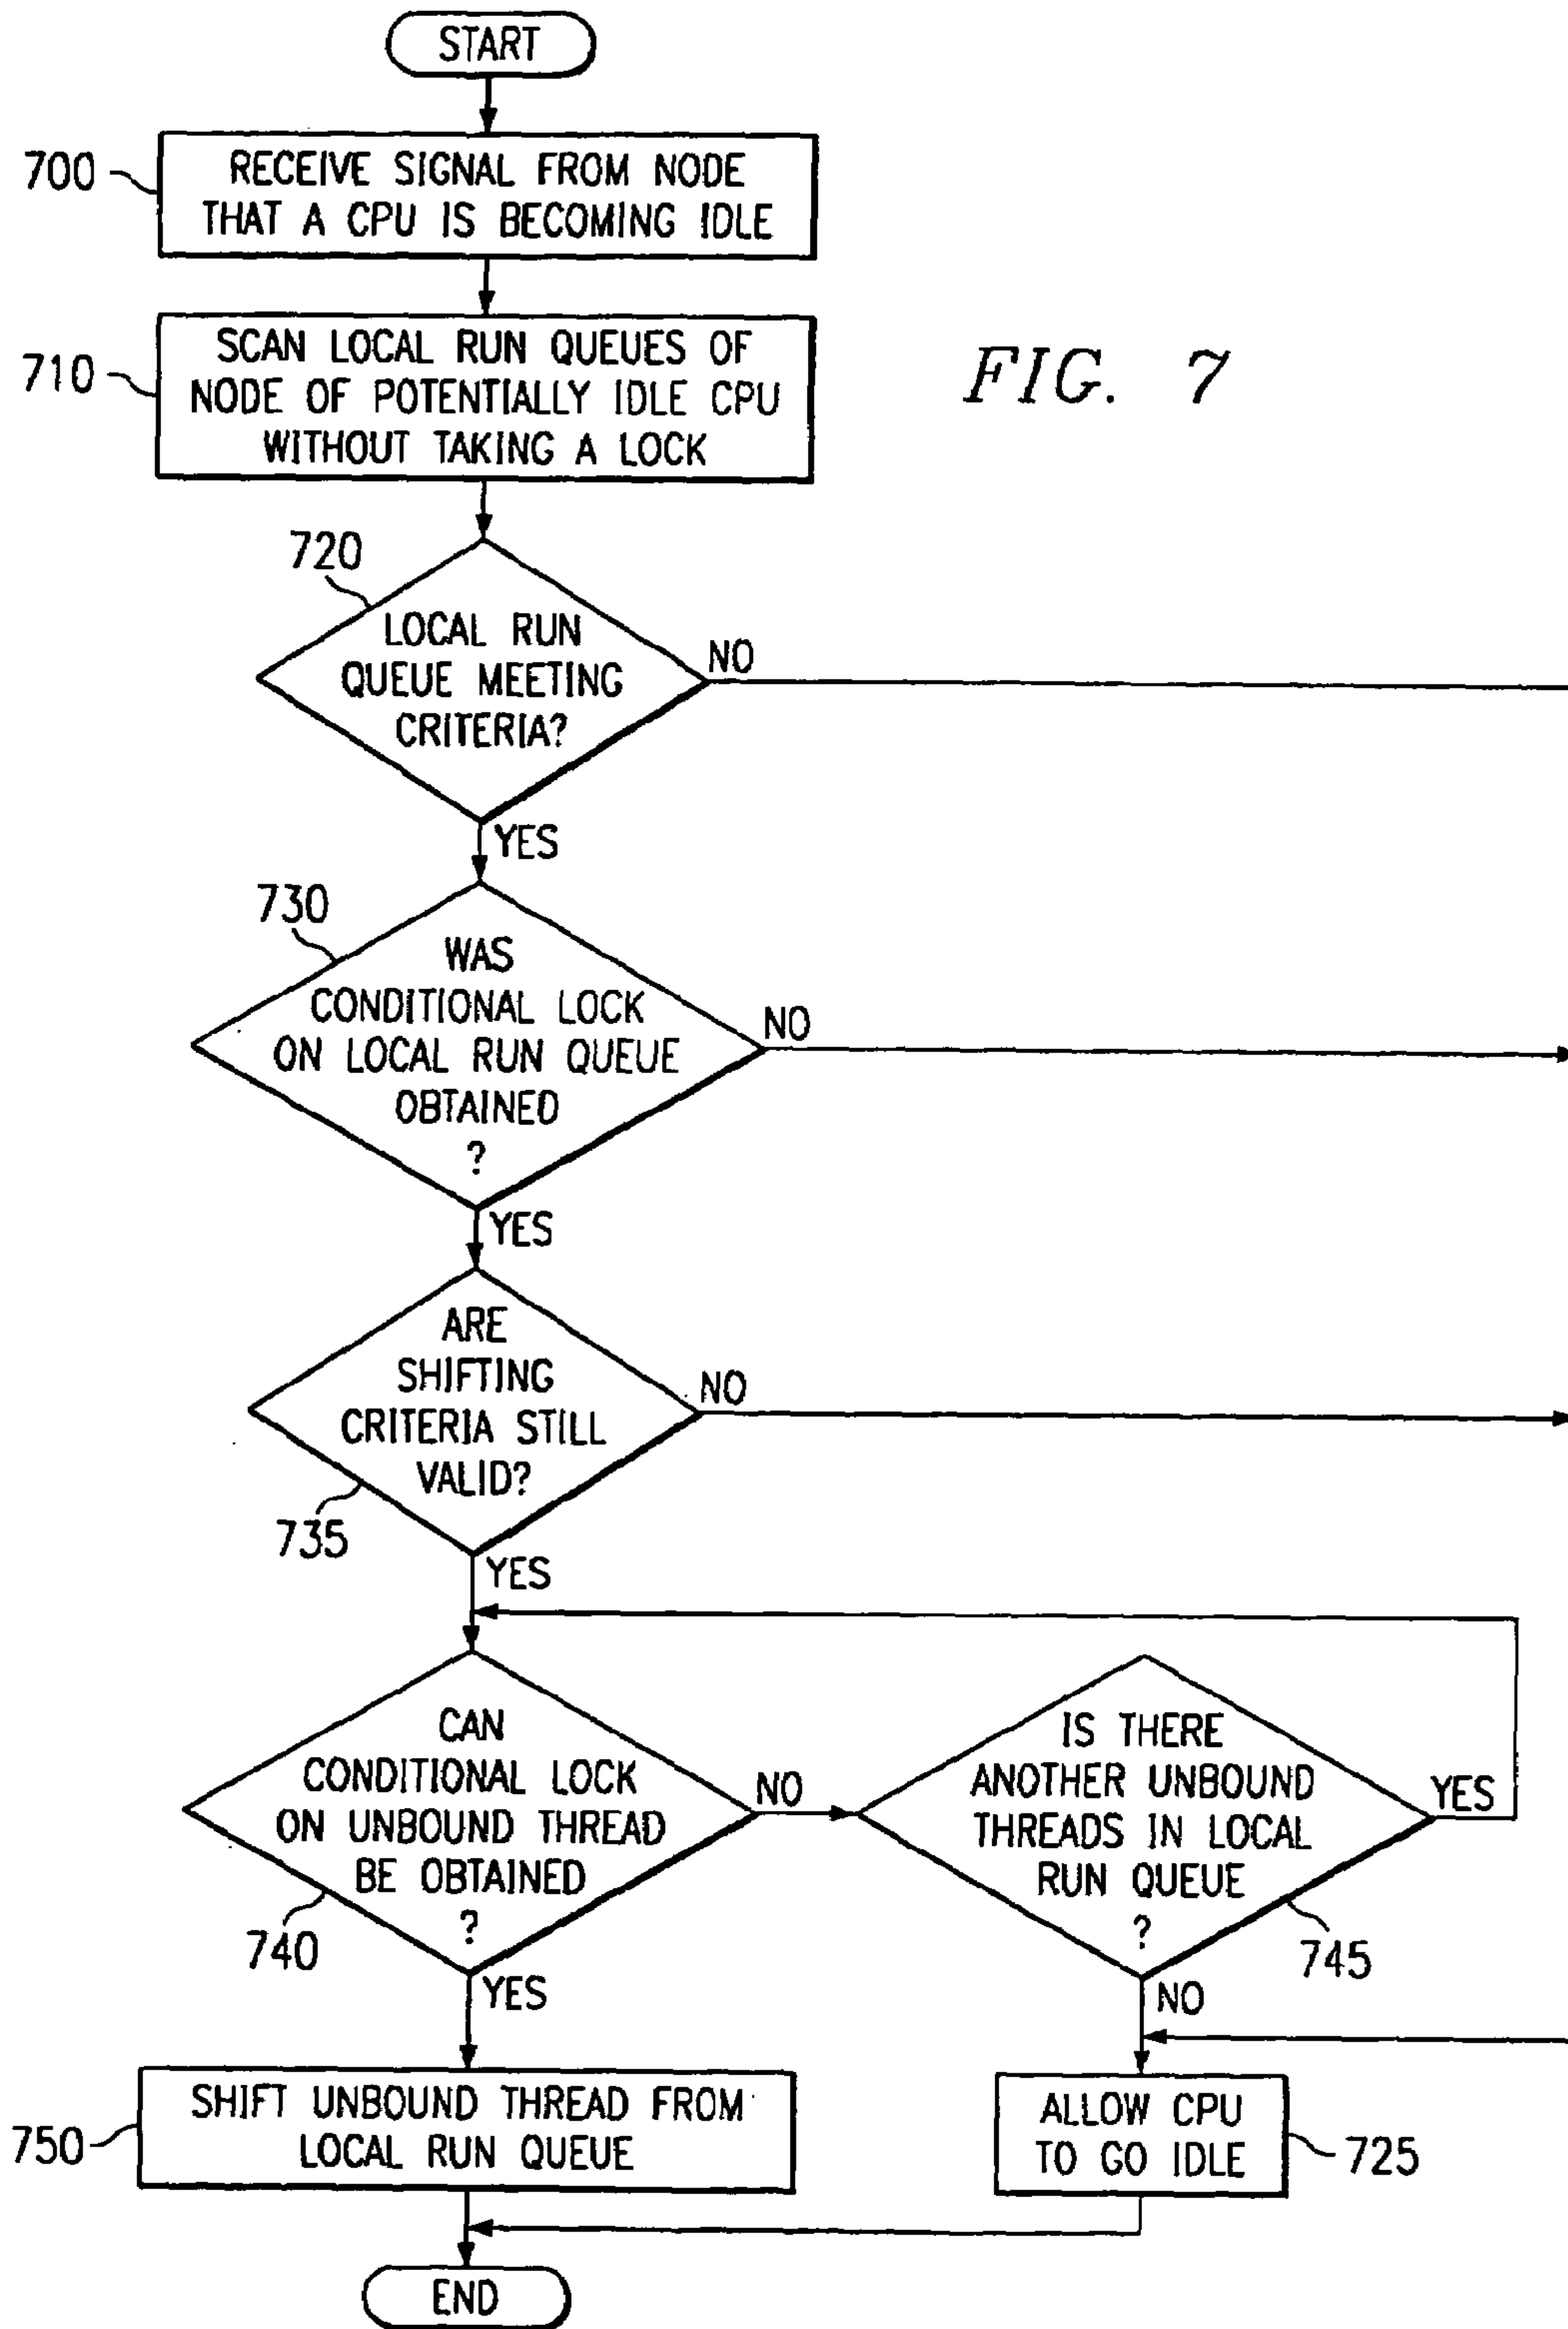 START
700
RECEIVE SIGNAL FROM NODE
THAT A CPU IS BECOMING IDLE
710
SCAN LOCAL RUN QUEUES OF
NODE OF POTENTIALLY IDLE CPU
WITHOUT TAKING A LOCK
FIG. 7
720
LOCAL RUN
QUEUE MEETING
CRITERIA?
NO
YES
730
WAS
CONDITIONAL LOCK
ON LOCAL RUN QUEUE
OBTAINED
?
NO
YES
ARE
SHIFTING
CRITERIA STILL
VALID?
NO
735
YES
CAN
CONDITIONAL LOCK
ON UNBOUND THREAD
BE OBTAINED
?
NO
740
YES
IS THERE
ANOTHER UNBOUND
THREADS IN LOCAL
RUN QUEUE
?
YES
745
NO
750
SHIFT UNBOUND THREAD FROM
LOCAL RUN QUEUE
ALLOW CPU
TO GO IDLE
725
END